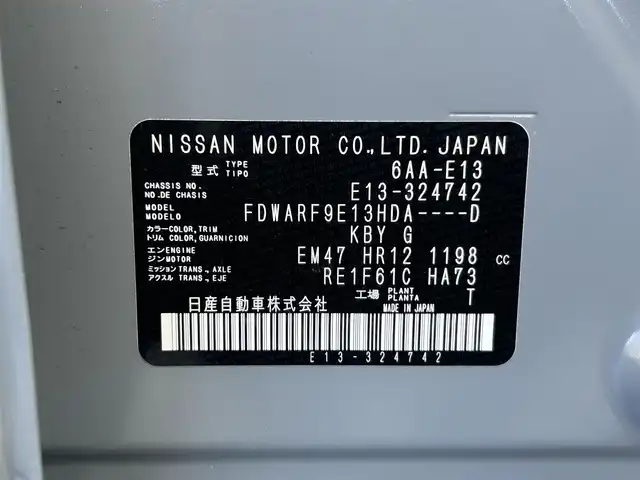 NISSAN MOTOR CO.,LTD. JAPAN
型式 TYPE TIPO 6AA-E13
CHASSIS NO. NO.DE CHASIS E13-324742
MODEL MODELO FDWARF9E13HDA----D
カラー COLOR, TRIM
トリム COLOR, GUARNICION KBY G
エンジン ENGINE MOTOR EM47 HR12 1198 cc
ミッション TRANS., AXLE
アクスル TRANS., EJE RE1F61C HA73
工場 PLANT PLANTA T
日産自動車株式会社 MADE IN JAPAN
E13-324742